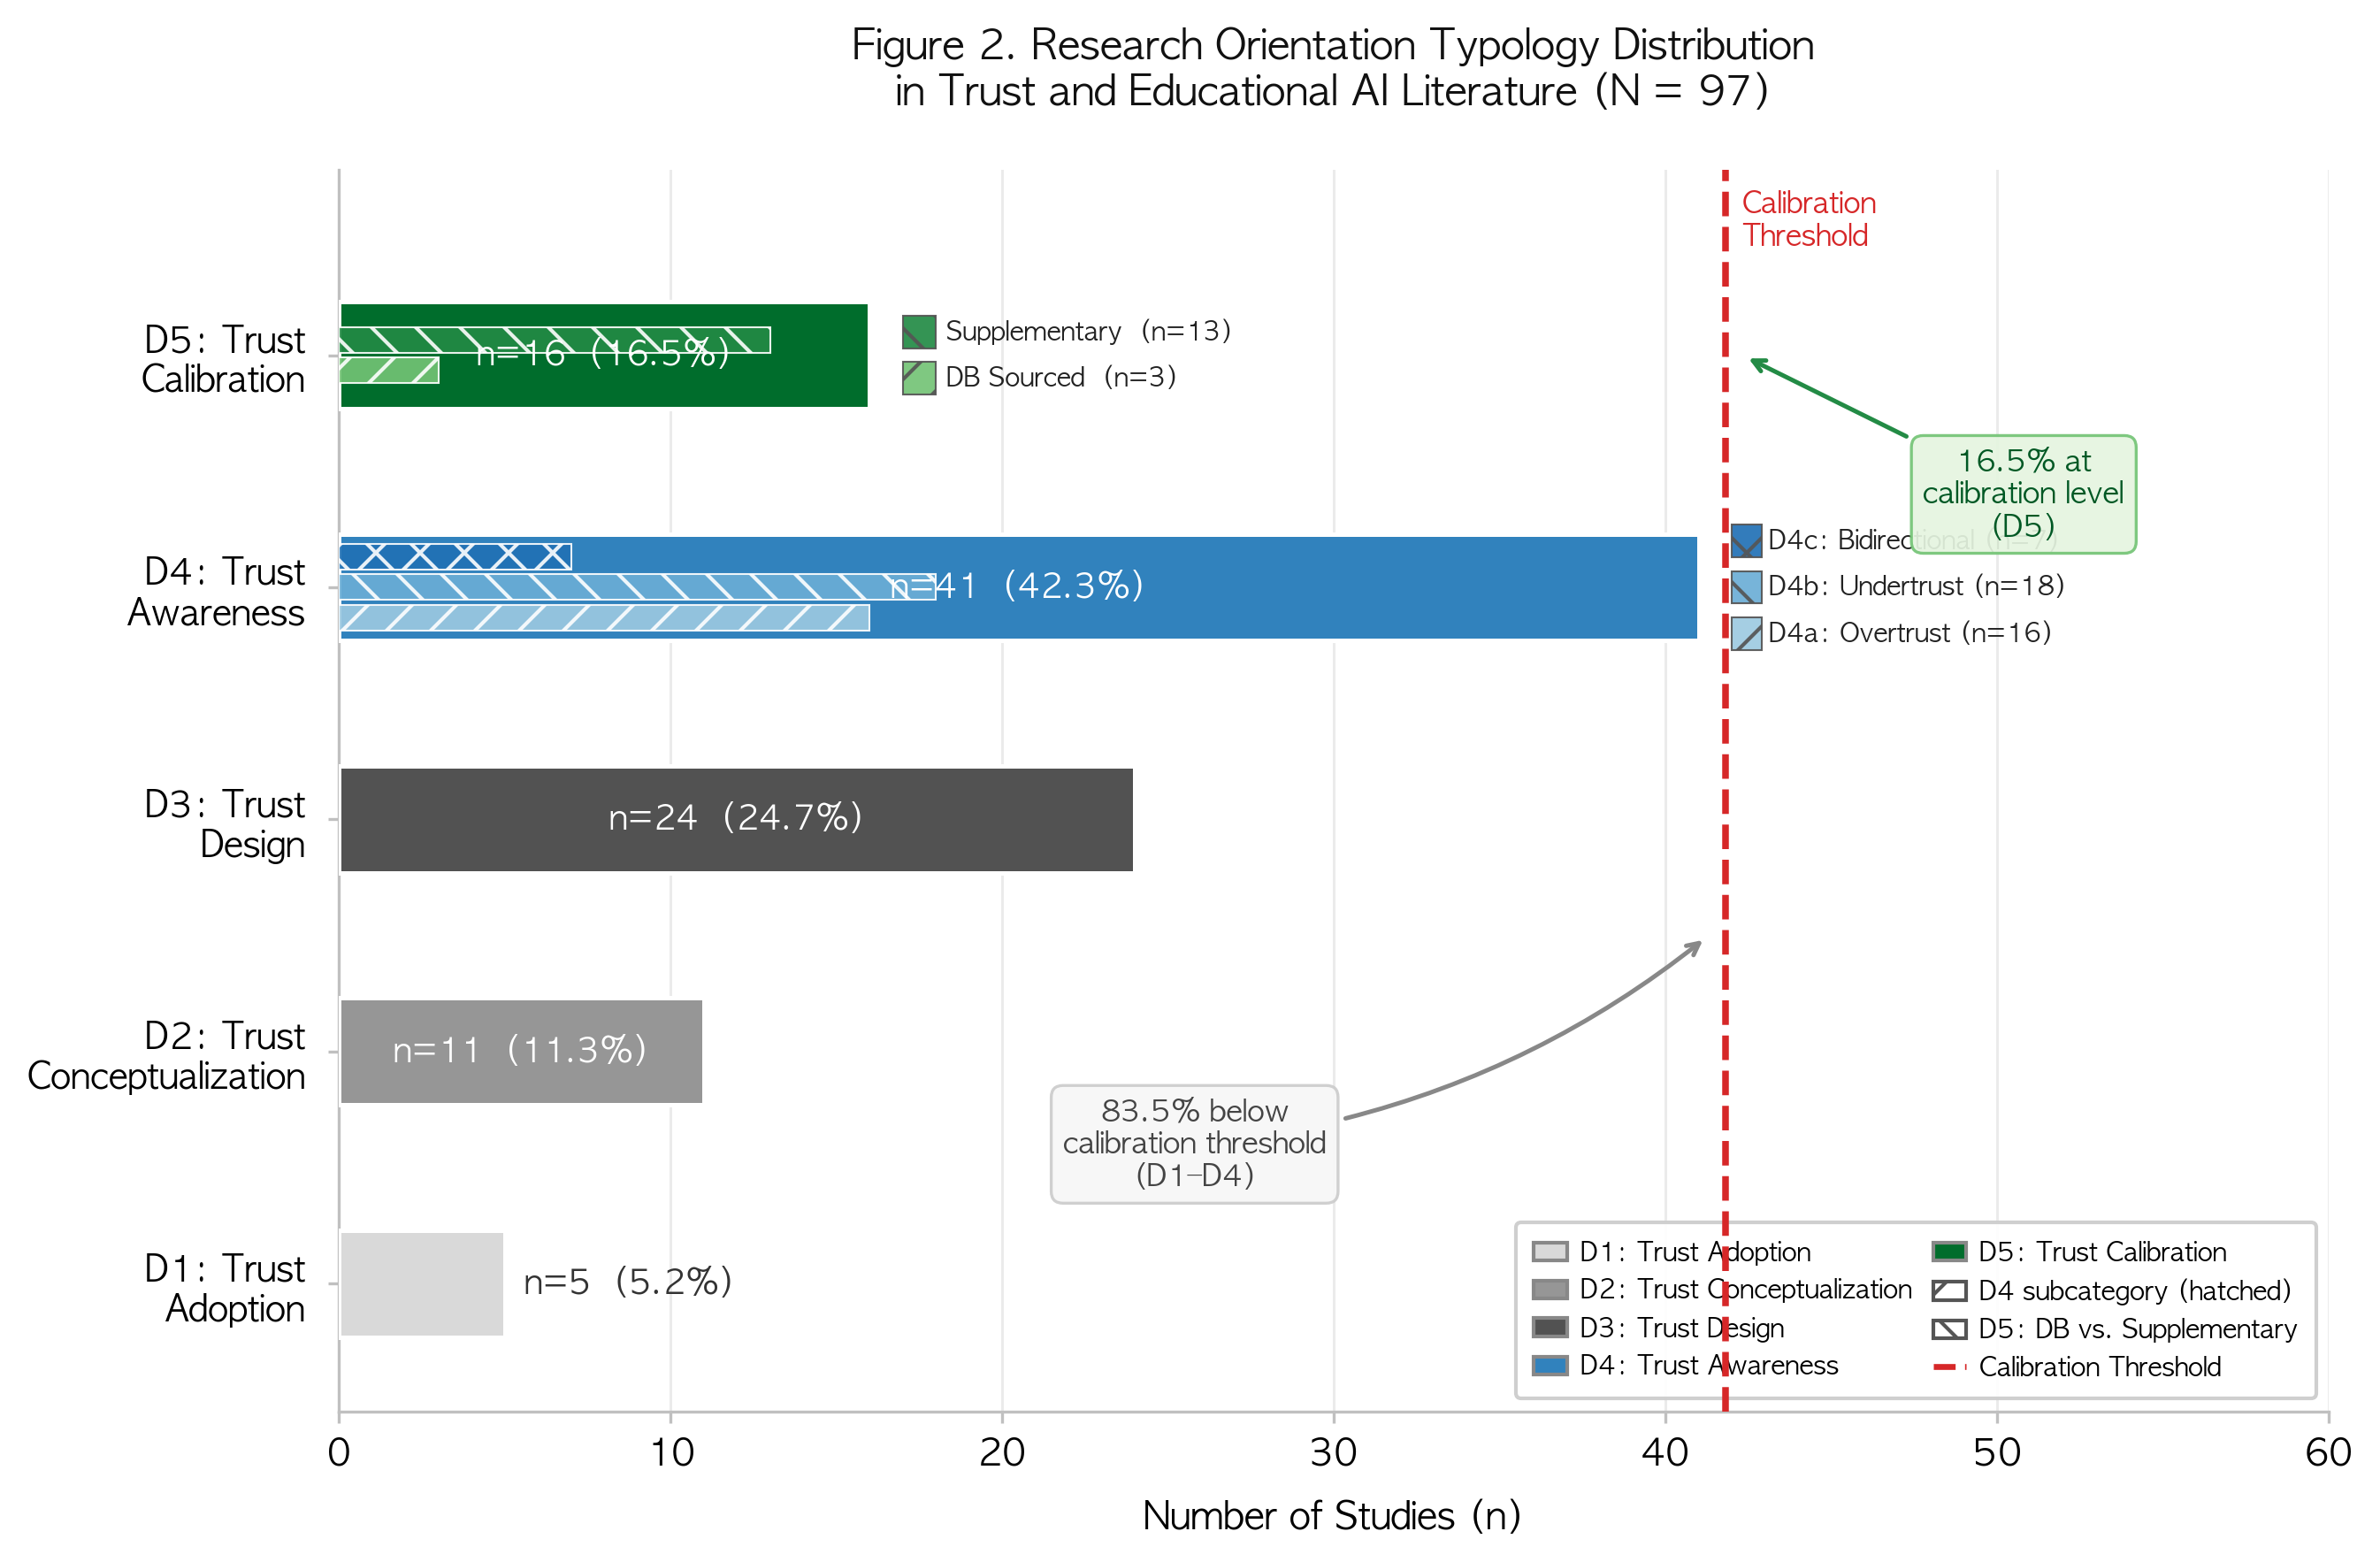 Figure 2. Research Orientation Typology Distribution
in Trust and Educational AI Literature (N = 97)
Calibration
Threshold
D5: Trust
Calibration
n=16 (16.5%)
Supplementary (n=13)
DB Sourced (n=3)
16.5% at
calibration level
(D5)
D4: Trust
Awareness
n=41 (42.3%)
D4c: Bidirectional (n=7)
D4b: Undertrust (n=18)
D4a: Overtrust (n=16)
D3: Trust
Design
n=24 (24.7%)
D2: Trust
Conceptualization
n=11 (11.3%)
83.5% below
calibration threshold
(D1–D4)
D1: Trust
Adoption
n=5 (5.2%)
D1: Trust Adoption
D2: Trust Conceptualization
D3: Trust Design
D4: Trust Awareness
D5: Trust Calibration
D4 subcategory (hatched)
D5: DB vs. Supplementary
Calibration Threshold
0 10 20 30 40 50 60
Number of Studies (n)